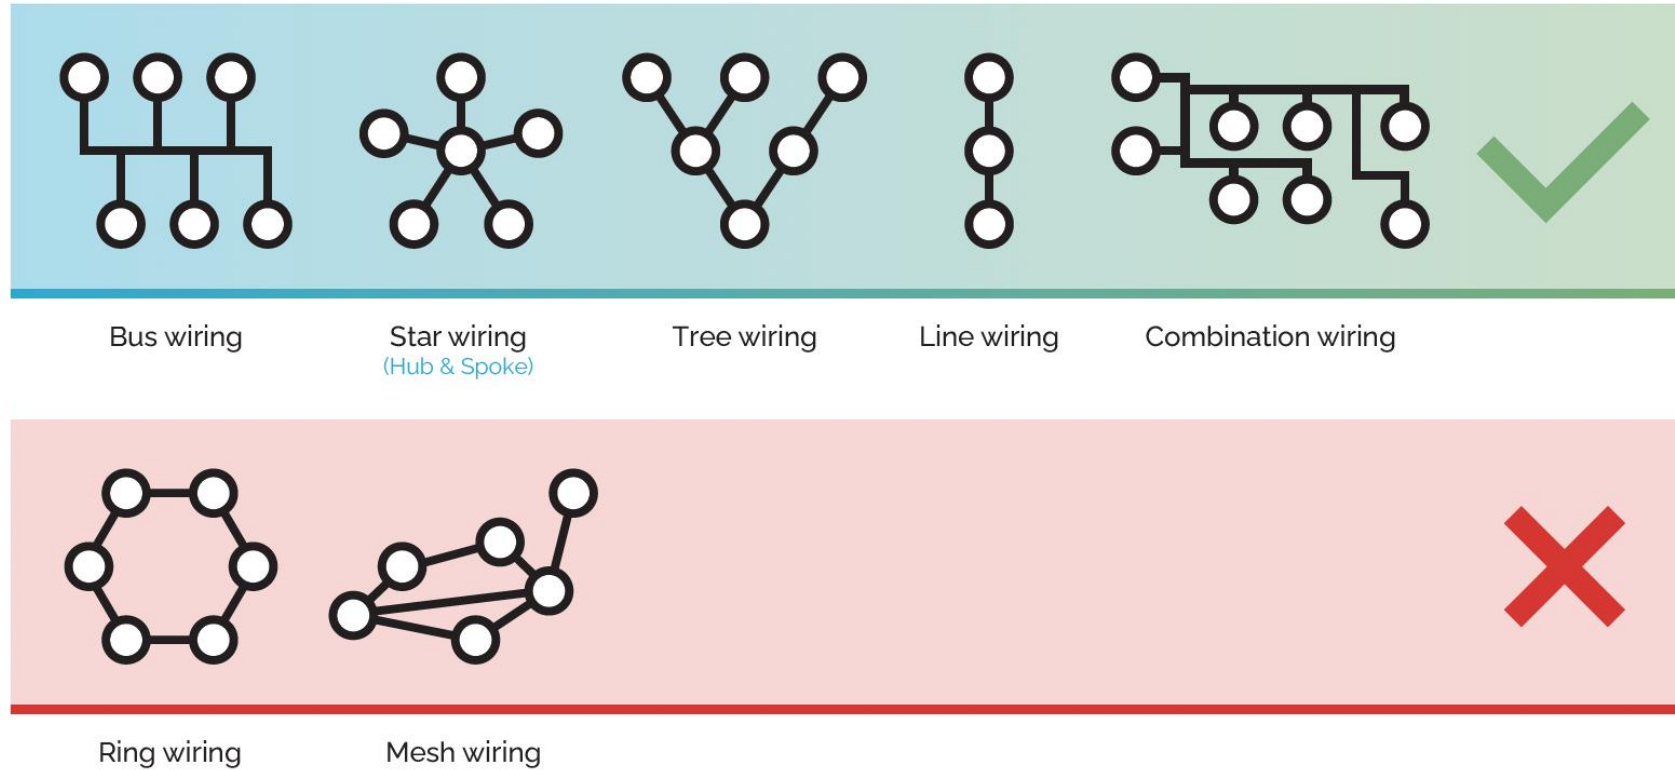 Bus wiring
Star wiring
(Hub & Spoke)
Tree wiring
Line wiring
Combination wiring
Ring wiring
Mesh wiring